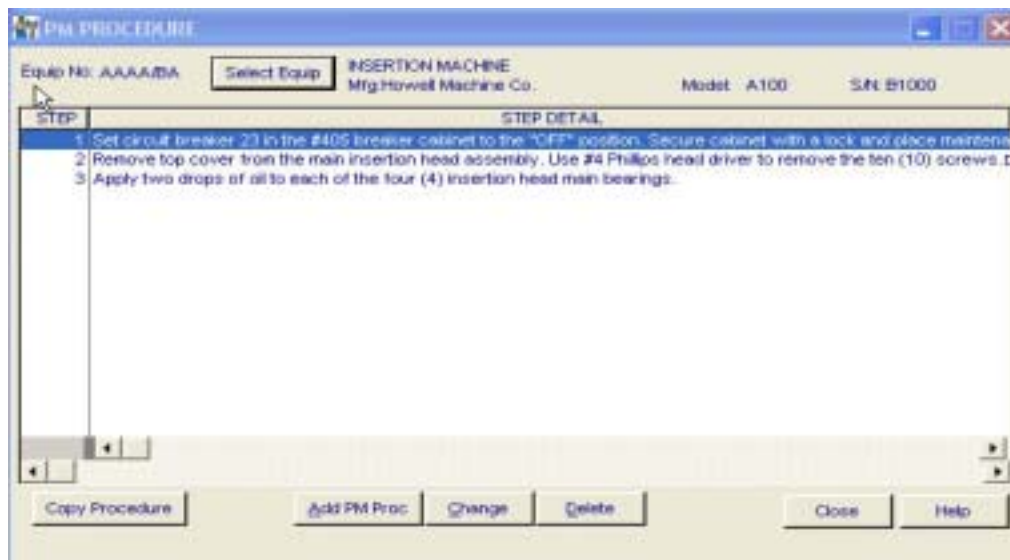 PM PROCEDURE
Equip No: AAAA/BA Select Equip INSERTION MACHINE
Mfg:Howell Machine Co. Model: A100 S/N: B1000
STEP STEP DETAIL
1 Set circuit breaker 23 in the #405 breaker cabinet to the "OFF" position. Secure cabinet with a lock and place maintena
2 Remove top cover from the main insertion head assembly. Use #4 Phillips head driver to remove the ten (10) screws.
3 Apply two drops of oil to each of the four (4) insertion head main bearings.
Copy Procedure Add PM Proc Change Delete Close Help